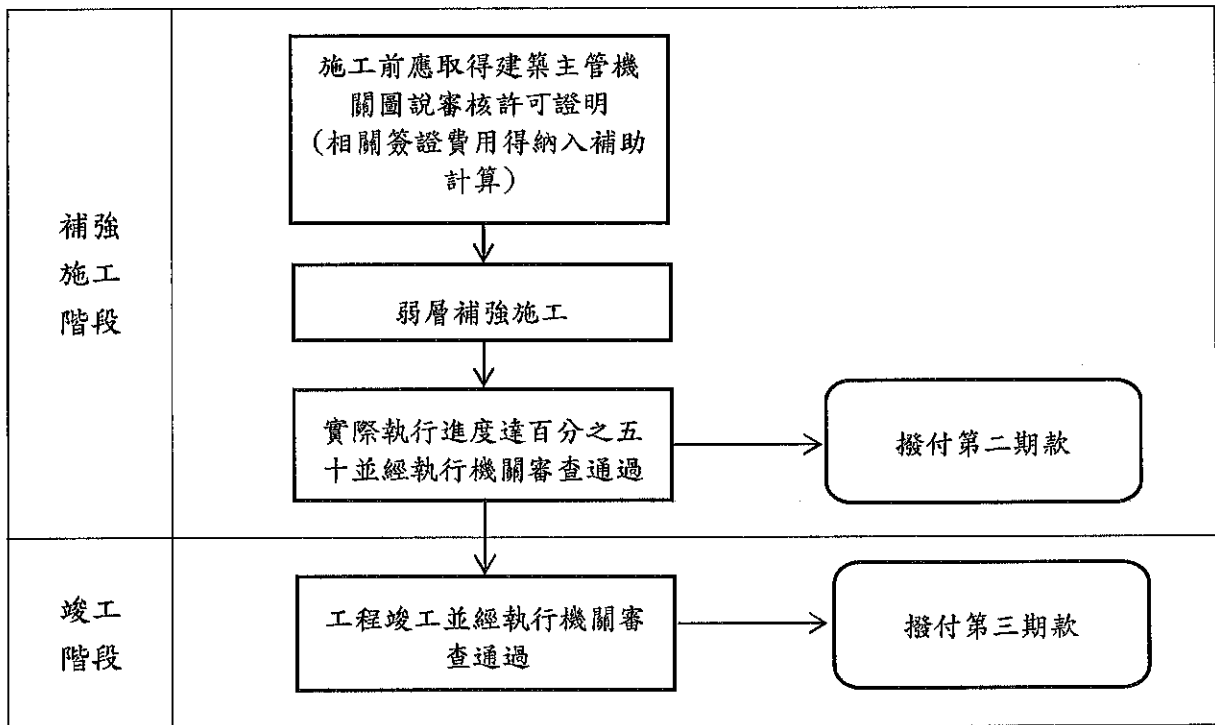 補強
施工
階段
施工前應取得建築主管機
關圖說審核許可證明
(相關簽證費用得納入補助
計算)
弱層補強施工
實際執行進度達百分之五
十並經執行機關審查通過
撥付第二期款
竣工
階段
工程竣工並經執行機關審
查通過
撥付第三期款